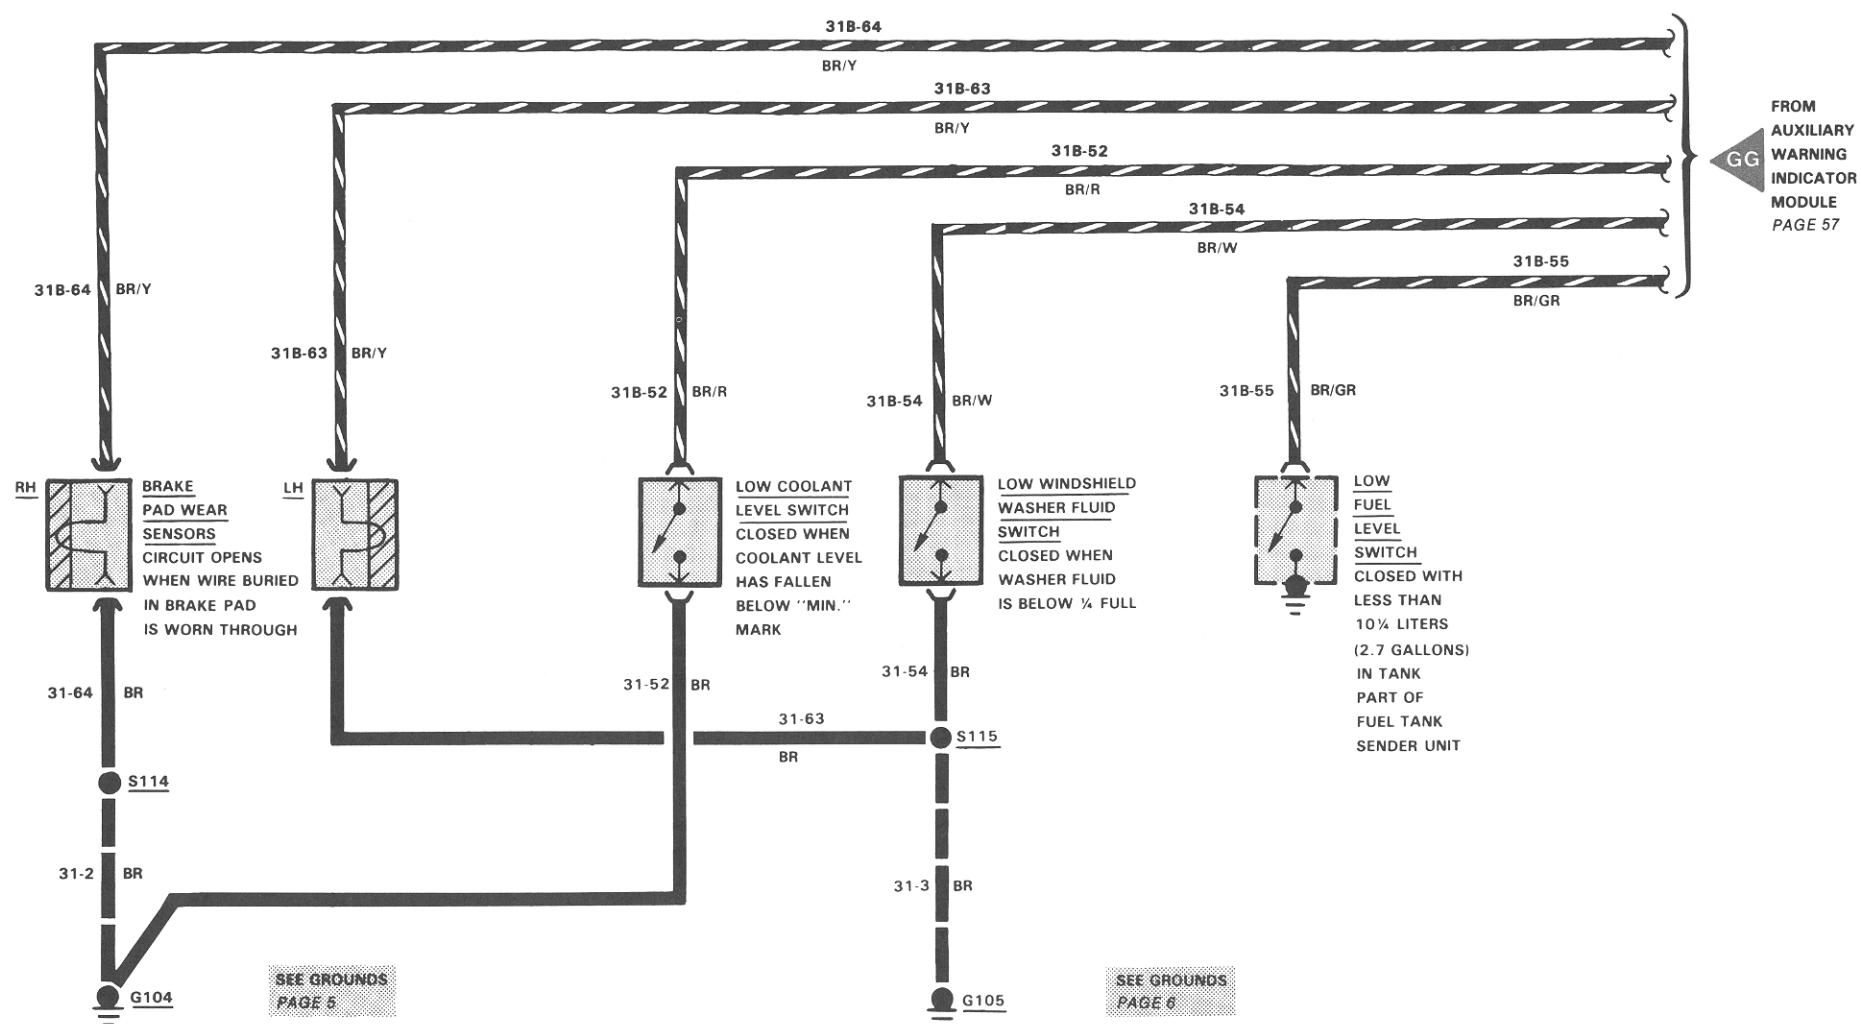 31B-64
BR/Y
31B-63
BR/Y
31B-52
BR/R
31B-54
BR/W
31B-55
BR/GR
FROM
AUXILIARY
WARNING
INDICATOR
MODULE
PAGE 57
GG
31B-64 BR/Y
31B-63 BR/Y
31B-52 BR/R
31B-54 BR/W
31B-55 BR/GR
RH
BRAKE
PAD WEAR
SENSORS
CIRCUIT OPENS
WHEN WIRE BURIED
IN BRAKE PAD
IS WORN THROUGH
LH
LOW COOLANT
LEVEL SWITCH
CLOSED WHEN
COOLANT LEVEL
HAS FALLEN
BELOW "MIN."
MARK
LOW WINDSHIELD
WASHER FLUID
SWITCH
CLOSED WHEN
WASHER FLUID
IS BELOW ¼ FULL
LOW
FUEL
LEVEL
SWITCH
CLOSED WITH
LESS THAN
10¼ LITERS
(2.7 GALLONS)
IN TANK
PART OF
FUEL TANK
SENDER UNIT
31-64 BR
31-52 BR
31-54 BR
31-63
BR
S115
S114
31-2 BR
31-3 BR
G104
SEE GROUNDS
PAGE 5
SEE GROUNDS
PAGE 6
G105